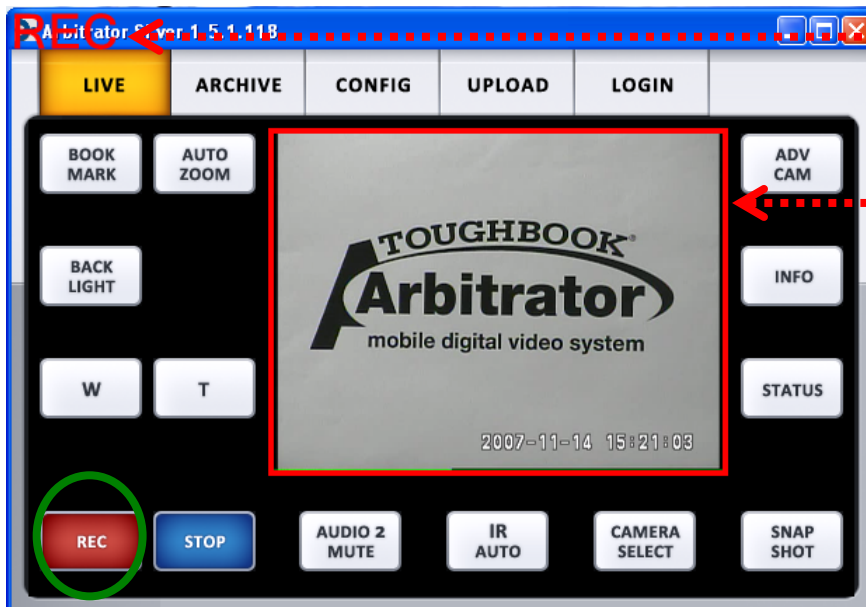 REC
Arbitrator Silver 1.5.1.118
LIVE ARCHIVE CONFIG UPLOAD LOGIN
BOOK MARK
AUTO ZOOM
ADV CAM
BACK LIGHT
INFO
W
T
STATUS
TOUGHBOOK®
Arbitrator
mobile digital video system
2007-11-14 15:21:03
REC
STOP
AUDIO 2 MUTE
IR AUTO
CAMERA SELECT
SNAP SHOT